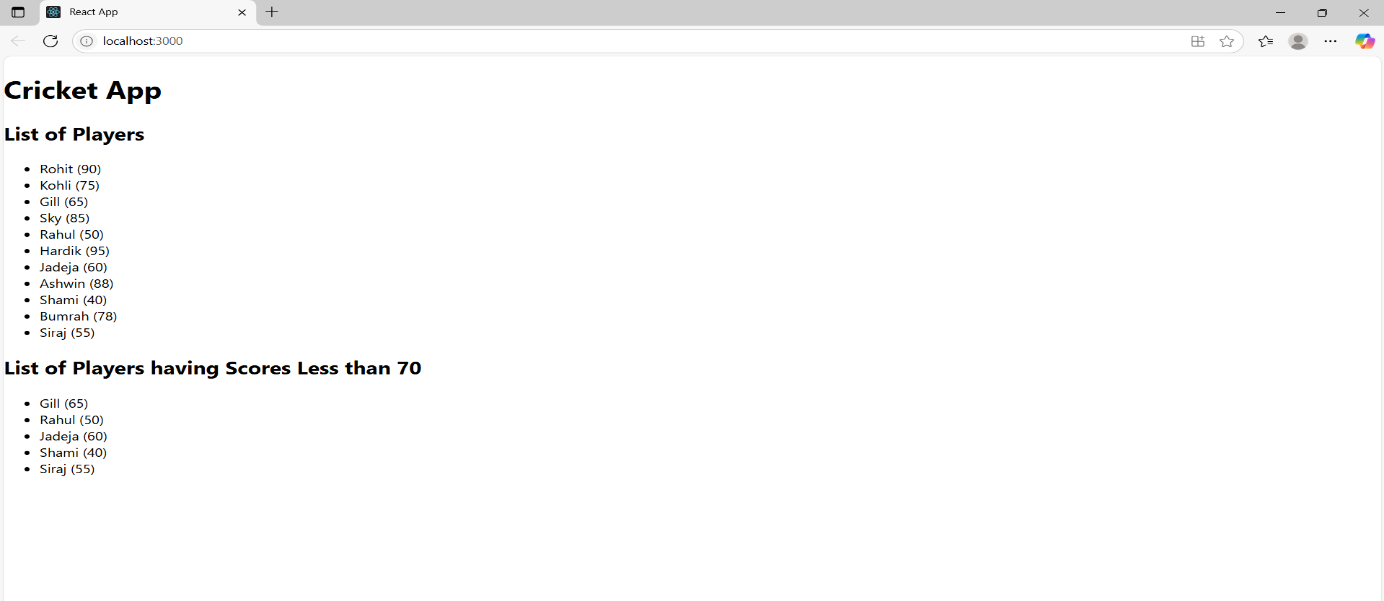 React App
localhost:3000
Cricket App
List of Players
Rohit (90)
Kohli (75)
Gill (65)
Sky (85)
Rahul (50)
Hardik (95)
Jadeja (60)
Ashwin (88)
Shami (40)
Bumrah (78)
Siraj (55)
List of Players having Scores Less than 70
Gill (65)
Rahul (50)
Jadeja (60)
Shami (40)
Siraj (55)